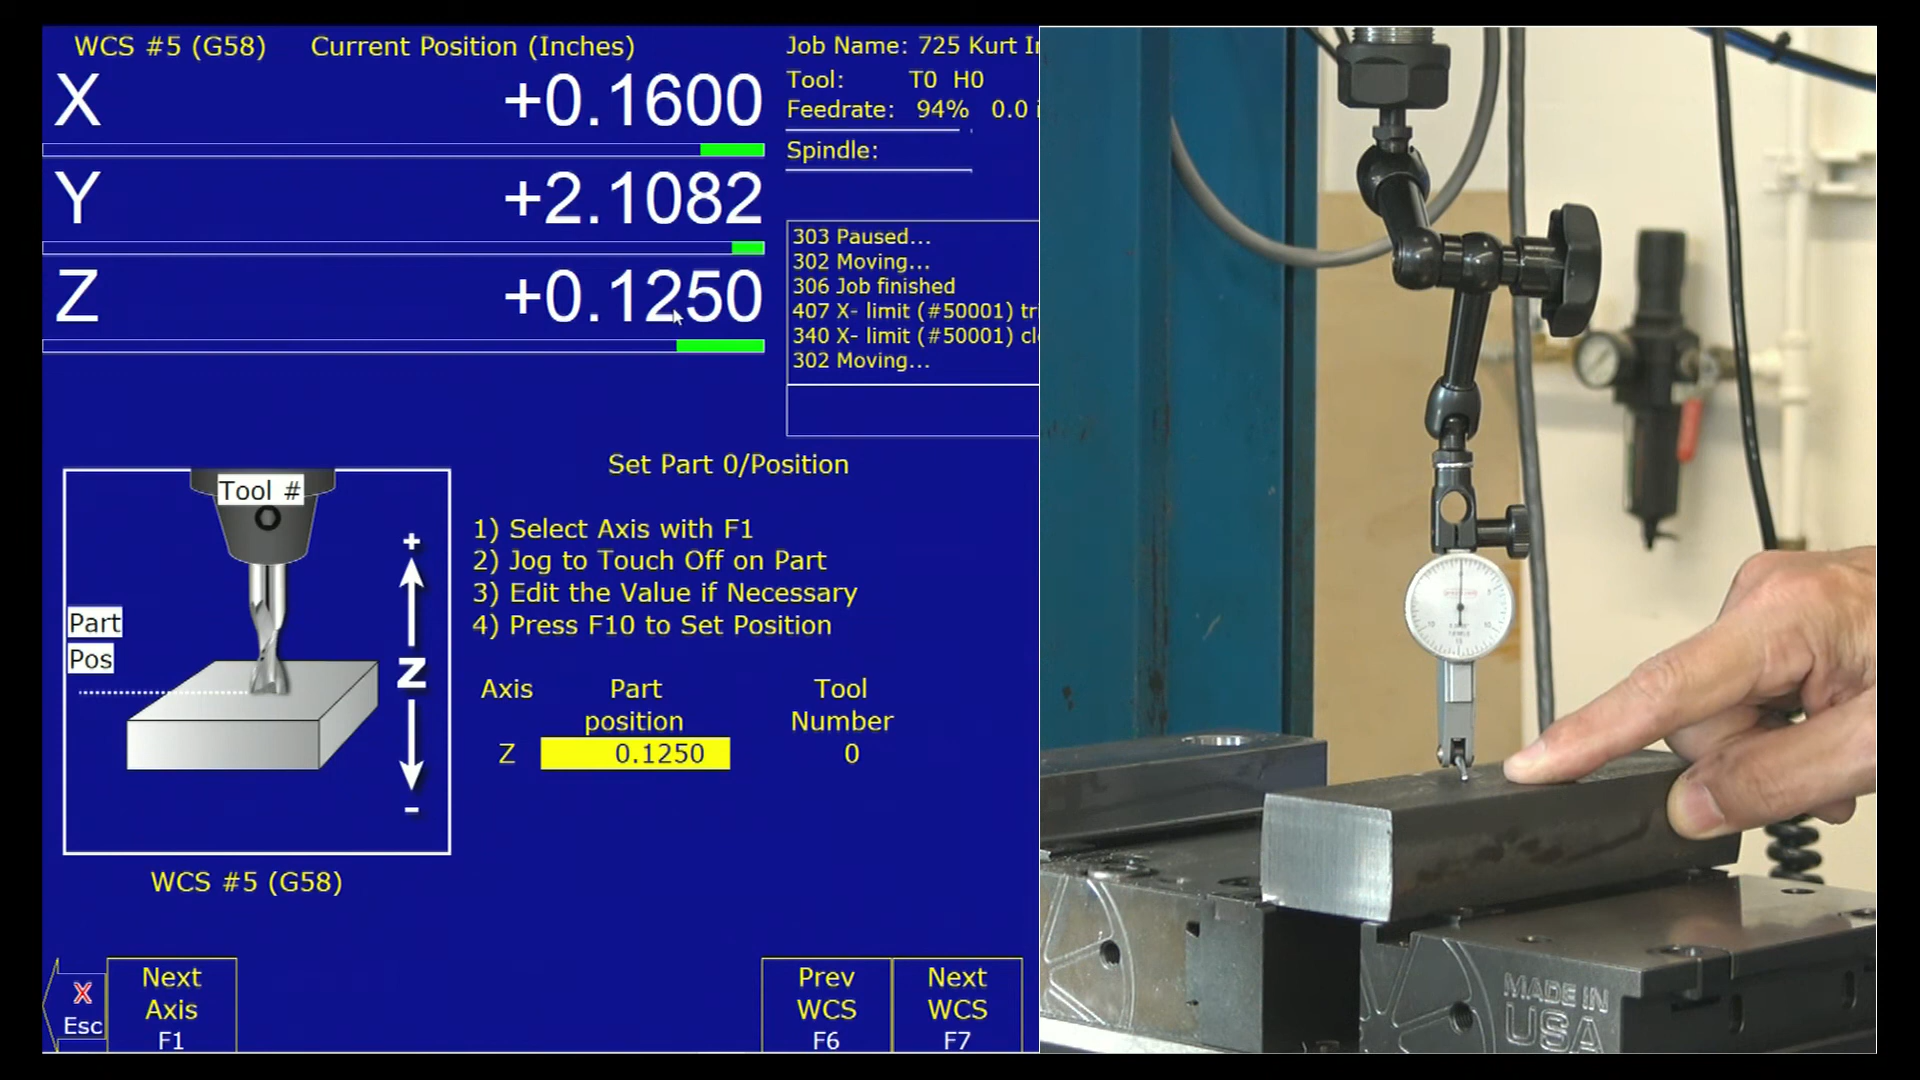 WCS #5 (G58) Current Position (Inches)
X +0.1600
Y +2.1082
Z +0.1250
Job Name: 725 Kurt
Tool: T0 H0
Feedrate: 94% 0.0
Spindle:
303 Paused...
302 Moving...
306 Job finished
407 X- limit (#50001)
340 X- limit (#50001)
302 Moving...
Tool #
Part
Pos
+
Z
-
WCS #5 (G58)
Set Part 0/Position
1) Select Axis with F1
2) Jog to Touch Off on Part
3) Edit the Value if Necessary
4) Press F10 to Set Position
Axis Part position Tool Number
Z 0.1250 0
X
Esc
Next
Axis
F1
Prev
WCS
F6
Next
WCS
F7
MADE IN
USA